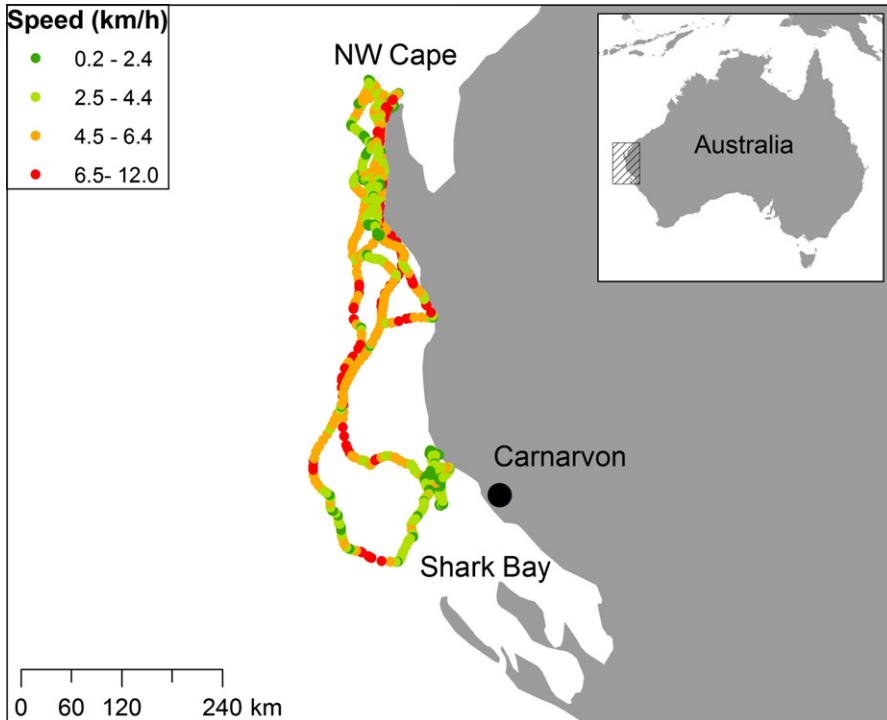 Speed (km/h)
0.2 - 2.4
2.5 - 4.4
4.5 - 6.4
6.5- 12.0
NW Cape
Australia
Carnarvon
Shark Bay
0 60 120 240 km